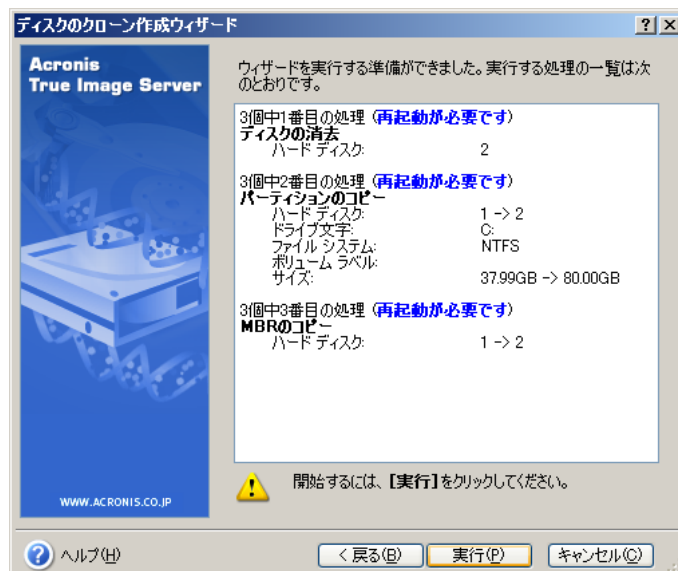 ディスクのクローン作成ウィザード
Acronis
True Image Server
ウィザードを実行する準備ができました。実行する処理の一覧は次
のとおりです。
3個中1番目の処理 (再起動が必要です)
ディスクの消去
ハード ディスク: 2
3個中2番目の処理 (再起動が必要です)
パーティションのコピー
ハード ディスク: 1 -> 2
ドライブ文字: C:
ファイル システム: NTFS
ボリューム ラベル:
サイズ: 37.99GB -> 80.00GB
3個中3番目の処理 (再起動が必要です)
MBRのコピー
ハード ディスク: 1 -> 2
開始するには、[実行]をクリックしてください。
WWW.ACRONIS.CO.JP
ヘルプ(H)
< 戻る(B)
実行(P)
キャンセル(C)